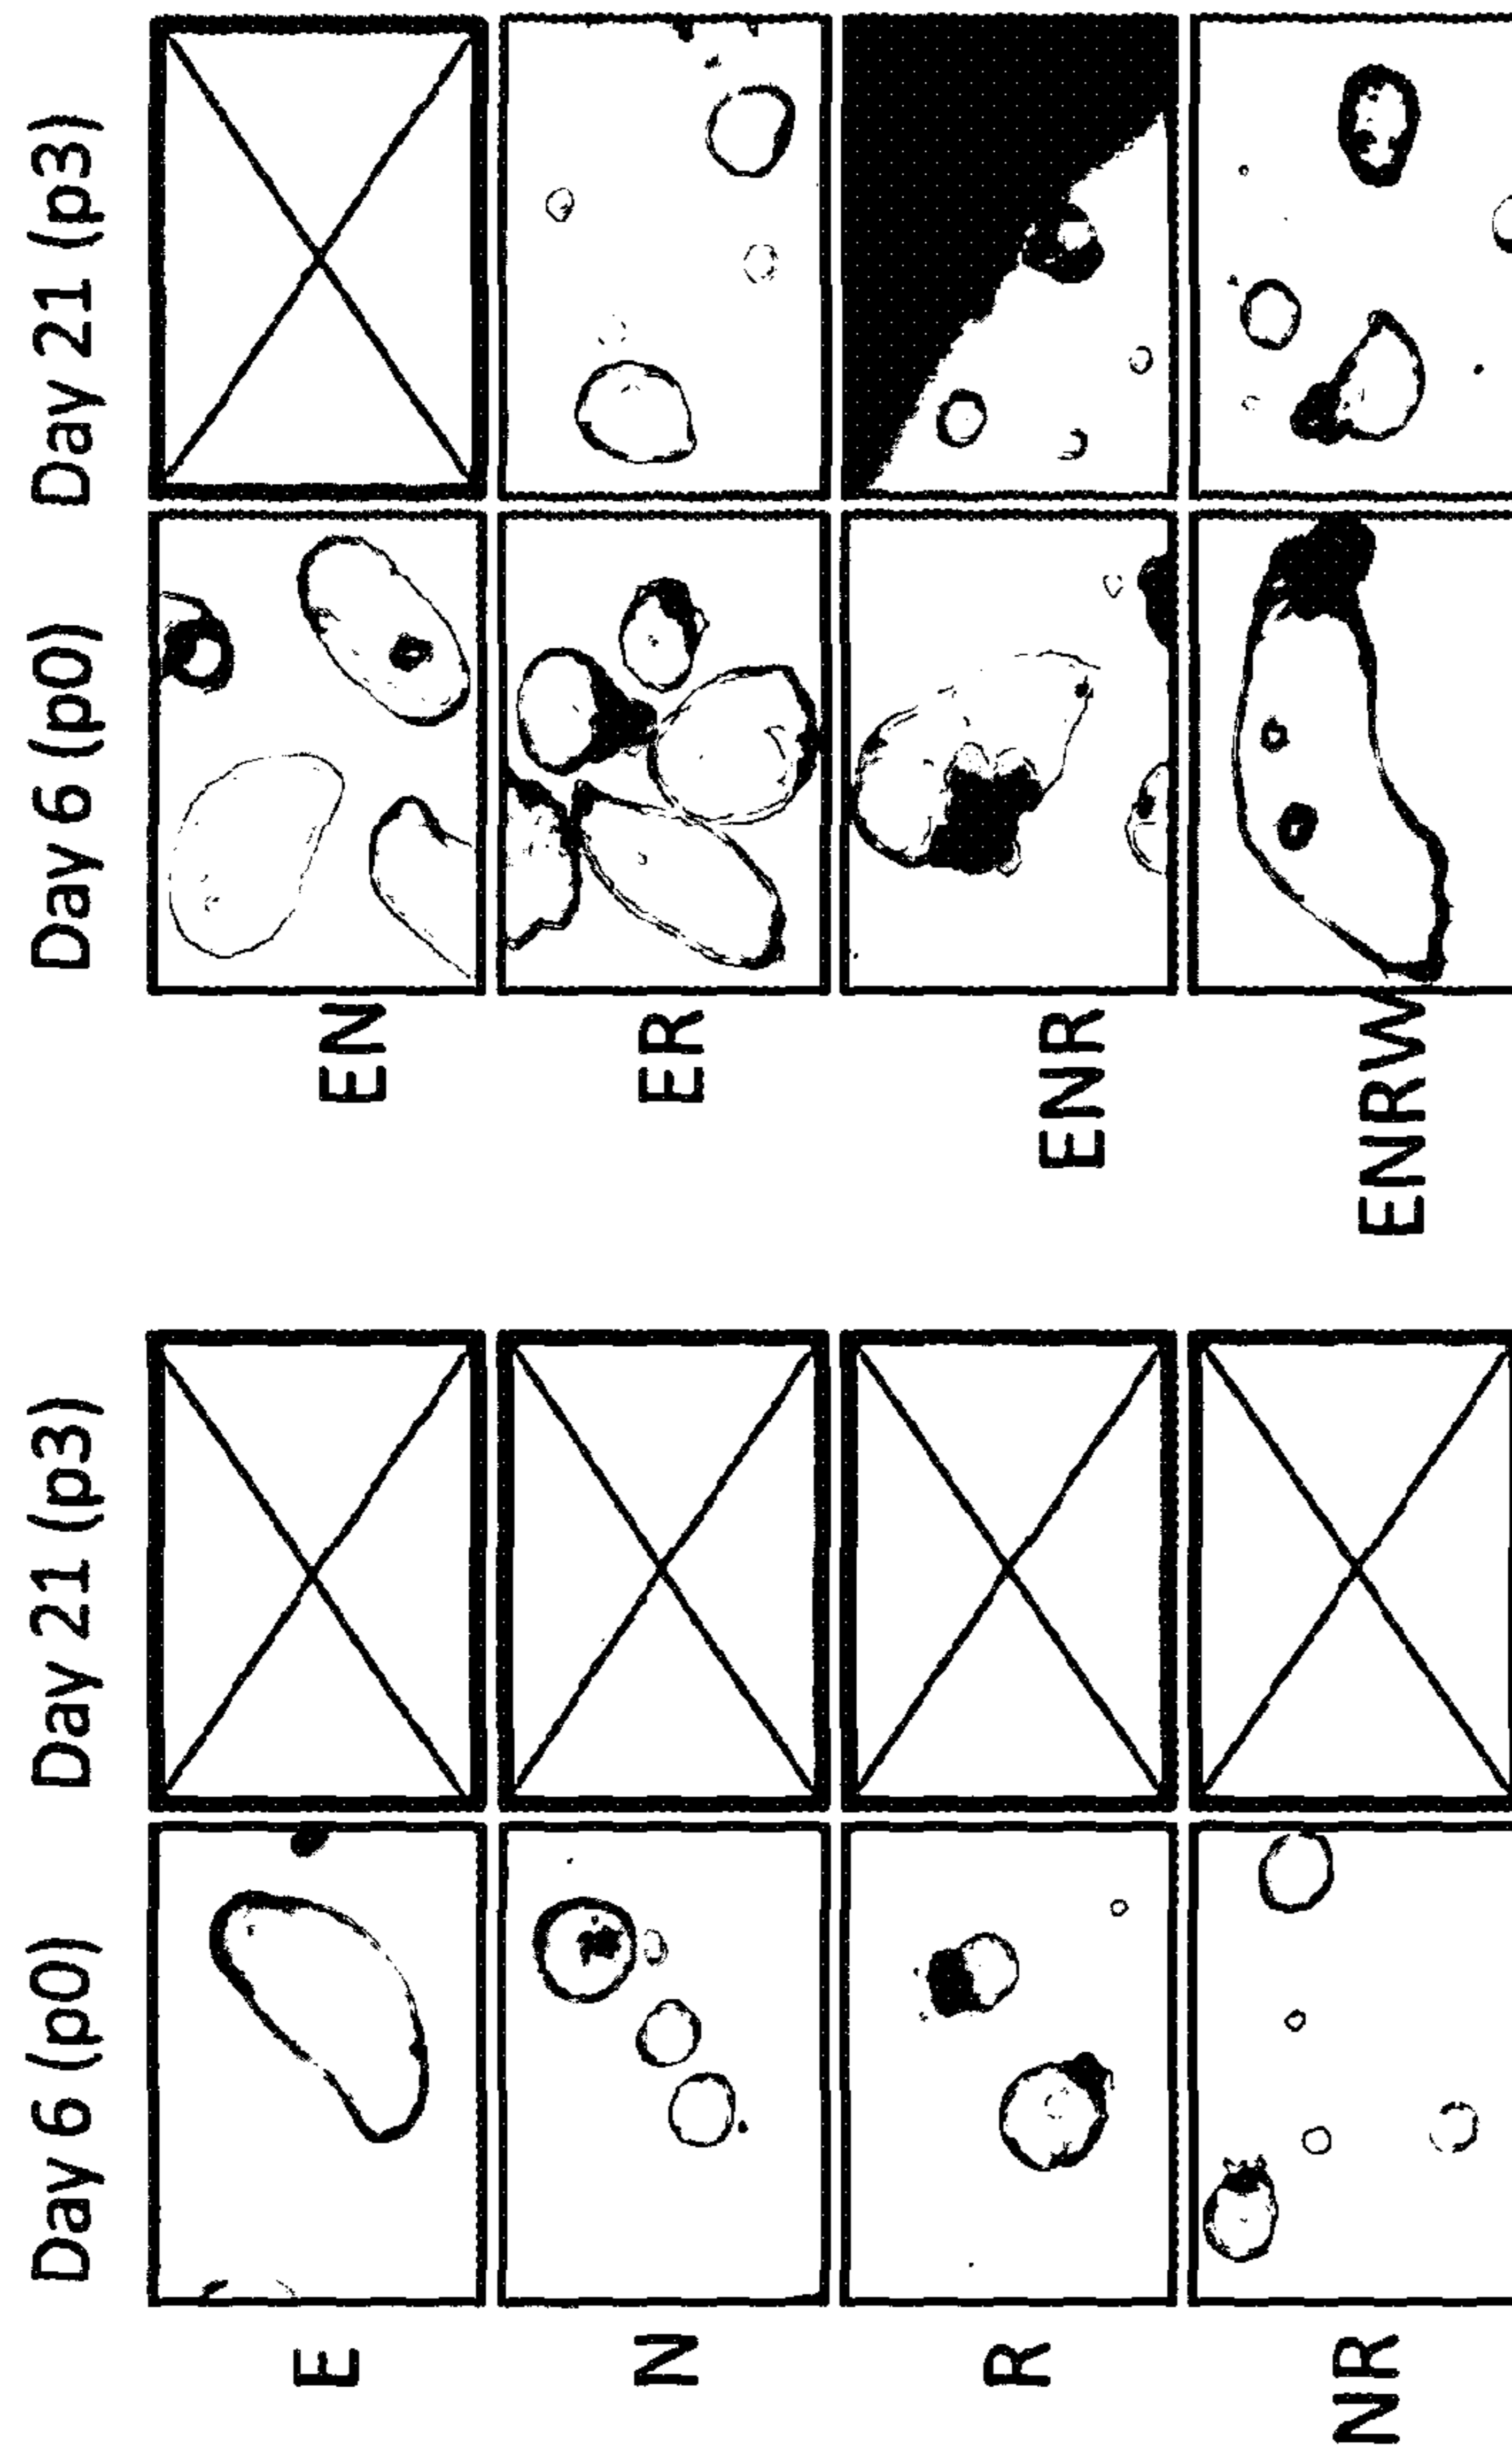 Day 6 (p0) Day 21 (p3) Day 6 (p0) Day 21 (p3)
E EN
N ER
R ENR
NR ENRW